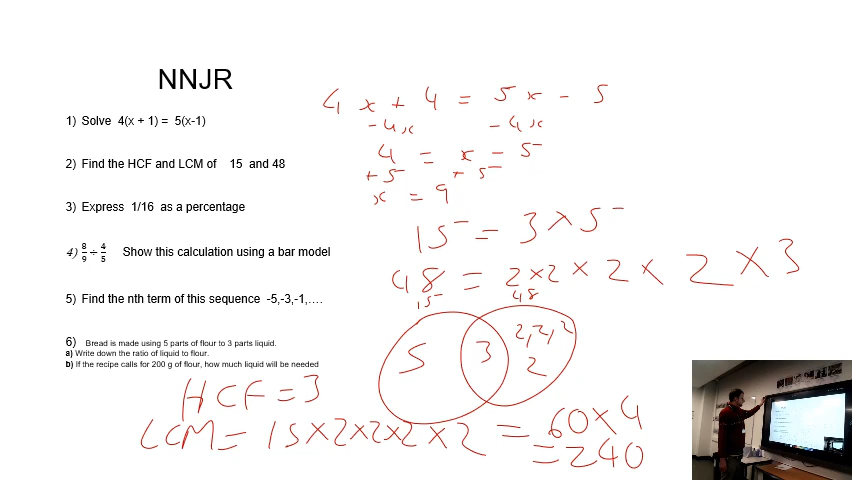 NNJR
1) Solve 4(x + 1) = 5(x-1)
2) Find the HCF and LCM of 15 and 48
3) Express 1/16 as a percentage
4) 8/9 ÷ 4/5 Show this calculation using a bar model
5) Find the nth term of this sequence -5,-3,-1,....
6) Bread is made using 5 parts of flour to 3 parts liquid.
a) Write down the ratio of liquid to flour.
b) If the recipe calls for 200 g of flour, how much liquid will be needed
4x + 4 = 5x - 5
-4x -4x
4 = x - 5
+5 +5
x = 9
15 = 3 × 5
48 = 2 × 2 × 2 × 2 × 3
15 48
5 3 2, 2, 2
2
HCF = 3
LCM = 15 × 2 × 2 × 2 × 2 = 60 × 4
= 240